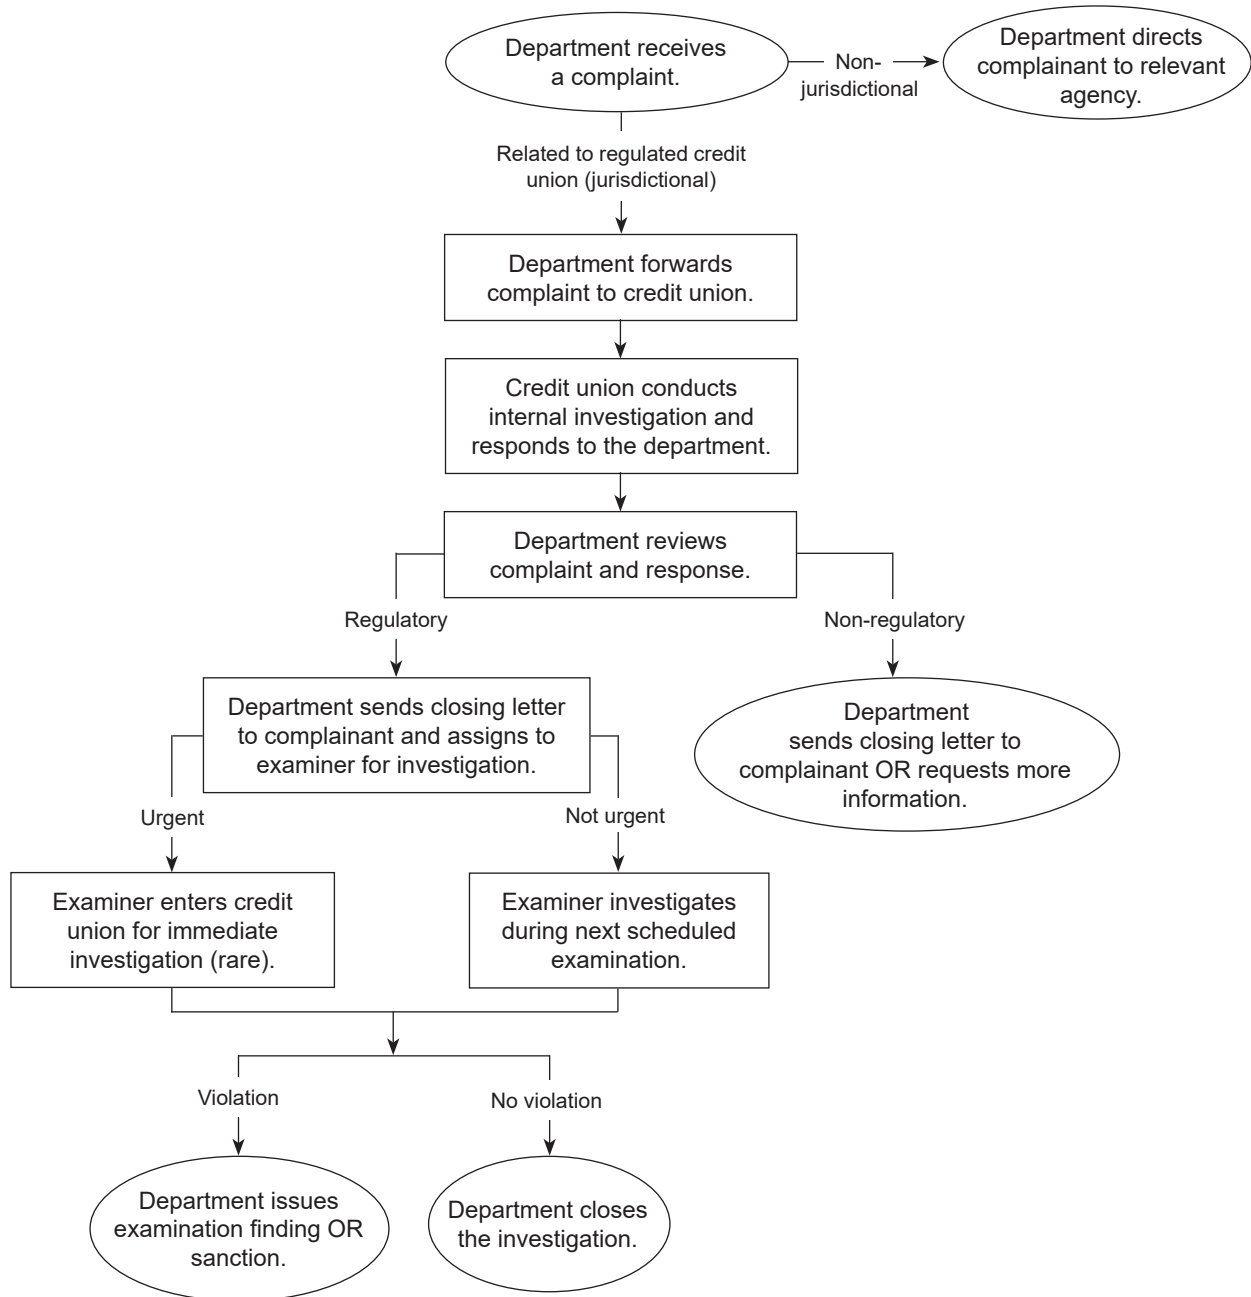 Department receives
a complaint.
Non-
jurisdictional
Department directs
complainant to relevant
agency.
Related to regulated credit
union (jurisdictional)
Department forwards
complaint to credit union.
Credit union conducts
internal investigation and
responds to the department.
Department reviews
complaint and response.
Regulatory
Non-regulatory
Department sends closing letter
to complainant and assigns to
examiner for investigation.
Department
sends closing letter to
complainant OR requests more
information.
Urgent
Not urgent
Examiner enters credit
union for immediate
investigation (rare).
Examiner investigates
during next scheduled
examination.
Violation
No violation
Department issues
examination finding OR
sanction.
Department closes
the investigation.